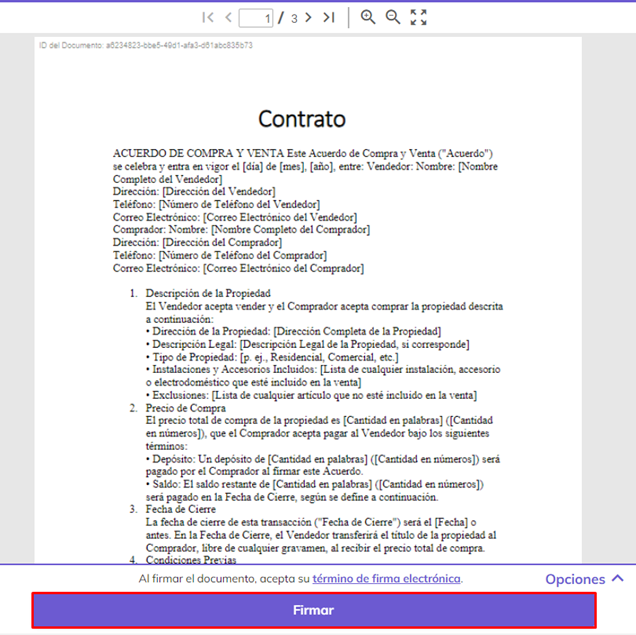 1 / 3
ID del Documento: a6234823-bbe5-49d1-afa3-d61abc835b73
Contrato
ACUERDO DE COMPRA Y VENTA Este Acuerdo de Compra y Venta ("Acuerdo")
se celebra y entra en vigor el [día] de [mes], [año], entre: Vendedor: Nombre: [Nombre
Completo del Vendedor]
Dirección: [Dirección del Vendedor]
Teléfono: [Número de Teléfono del Vendedor]
Correo Electrónico: [Correo Electrónico del Vendedor]
Comprador: Nombre: [Nombre Completo del Comprador]
Dirección: [Dirección del Comprador]
Teléfono: [Número de Teléfono del Comprador]
Correo Electrónico: [Correo Electrónico del Comprador]
1. Descripción de la Propiedad
El Vendedor acepta vender y el Comprador acepta comprar la propiedad descrita
a continuación:
• Dirección de la Propiedad: [Dirección Completa de la Propiedad]
• Descripción Legal: [Descripción Legal de la Propiedad, si corresponde]
• Tipo de Propiedad: [p. ej., Residencial, Comercial, etc.]
• Instalaciones y Accesorios Incluidos: [Lista de cualquier instalación, accesorio
o electrodoméstico que esté incluido en la venta]
• Exclusiones: [Lista de cualquier artículo que no esté incluido en la venta]
2. Precio de Compra
El precio total de compra de la propiedad es [Cantidad en palabras] ([Cantidad
en números]), que el Comprador acepta pagar al Vendedor bajo los siguientes
términos:
• Depósito: Un depósito de [Cantidad en palabras] ([Cantidad en números]) será
pagado por el Comprador al firmar este Acuerdo.
• Saldo: El saldo restante de [Cantidad en palabras] ([Cantidad en números])
será pagado en la Fecha de Cierre, según se define a continuación.
3. Fecha de Cierre
La fecha de cierre de esta transacción ("Fecha de Cierre") será el [Fecha] o
antes. En la Fecha de Cierre, el Vendedor transferirá el título de la propiedad al
Comprador, libre de cualquier gravamen, al recibir el precio total de compra.
4. Condiciones Previas
Al firmar el documento, acepta su término de firma electrónica.
Opciones
Firmar